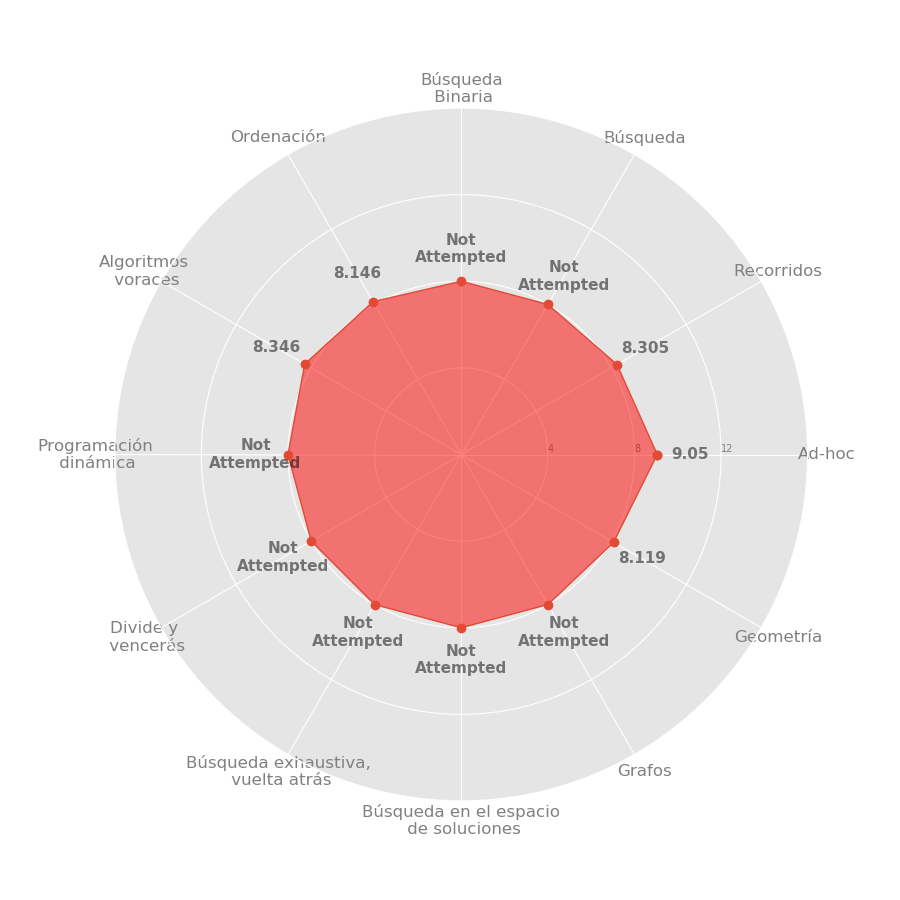 Búsqueda
Binaria
Ordenación
Búsqueda
Algoritmos
voraces
Recorridos
Not
Attempted
Not
Attempted
8.146
8.346
8.305
Programación
dinámica
Not
Attempted
4
8
12
9.05
Ad-hoc
Not
Attempted
8.119
Divide y
vencerás
Not
Attempted
Not
Attempted
Not
Attempted
Geometría
Búsqueda exhaustiva,
vuelta atrás
Grafos
Búsqueda en el espacio
de soluciones